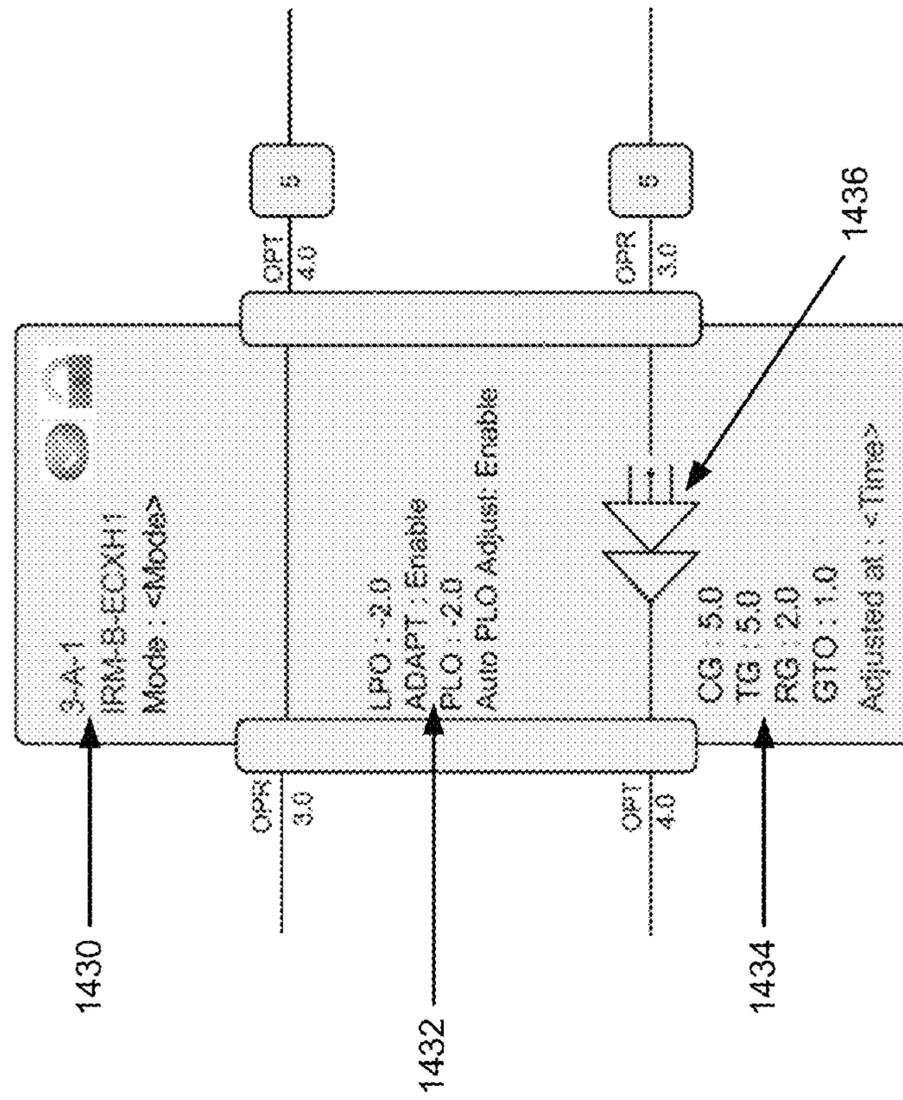 3-A-1
IRM-B-ECXH1
Mode : <Mode>
1430
OPR
3.0
OPT
4.0
5
LPO : -2.0
ADAPT : Enable
PLO : -2.0
Auto PLO Adjust: Enable
1432
OPT
4.0
OPR
3.0
5
CG : 5.0
TG : 5.0
RG : 2.0
GTO : 1.0
Adjusted at : <Time>
1434
1436